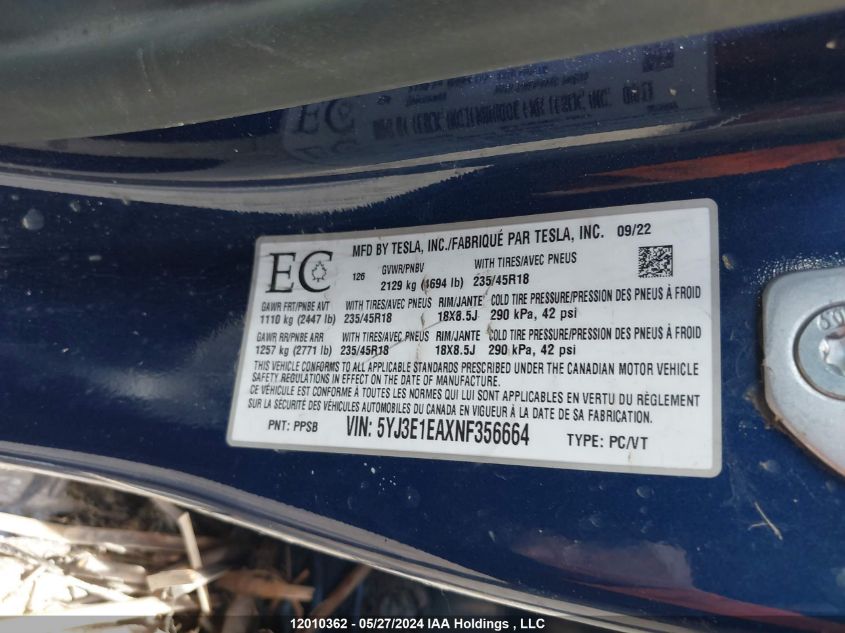 EC
MFD BY TESLA, INC./FABRIQUÉ PAR TESLA, INC. 09/22
126 GVWR/PNBV WITH TIRES/AVEC PNEUS
2129 kg (4694 lb) 235/45R18
GAWR FRT/PNBE AVT WITH TIRES/AVEC PNEUS RIM/JANTE COLD TIRE PRESSURE/PRESSION DES PNEUS À FROID
1110 kg (2447 lb) 235/45R18 18X8.5J 290 kPa, 42 psi
GAWR RR/PNBE ARR WITH TIRES/AVEC PNEUS RIM/JANTE COLD TIRE PRESSURE/PRESSION DES PNEUS À FROID
1257 kg (2771 lb) 235/45R18 18X8.5J 290 kPa, 42 psi
THIS VEHICLE CONFORMS TO ALL APPLICABLE STANDARDS PRESCRIBED UNDER THE CANADIAN MOTOR VEHICLE
SAFETY REGULATIONS IN EFFECT ON THE DATE OF MANUFACTURE.
CE VÉHICULE EST CONFORME À TOUTES LES NORMES QUI LUI SONT APPLICABLES EN VERTU DU RÈGLEMENT
SUR LA SÉCURITÉ DES VÉHICULES AUTOMOBILES DU CANADA EN VIGUEUR À LA DATE DE SA FABRICATION.
PNT: PPSB VIN: 5YJ3E1EAXNF356664 TYPE: PC/VT
12010362 - 05/27/2024 IAA Holdings , LLC